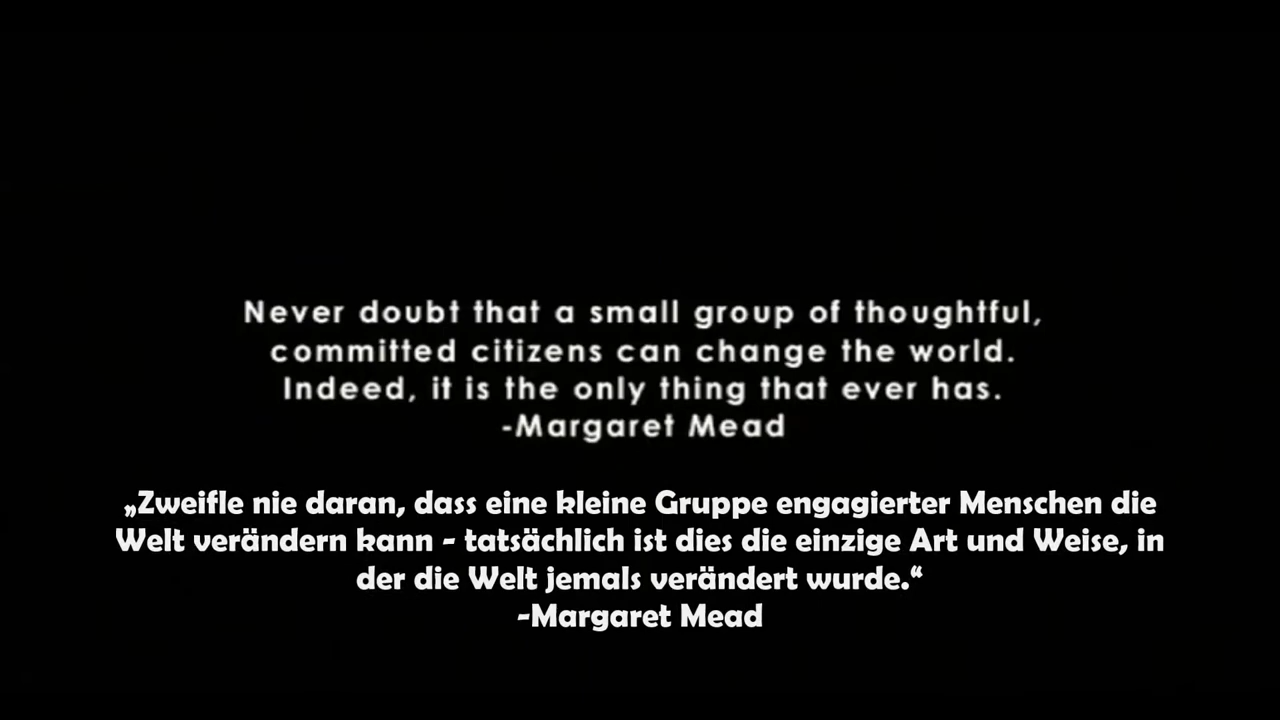 Never doubt that a small group of thoughtful,
committed citizens can change the world.
Indeed, it is the only thing that ever has.
-Margaret Mead
„Zweifle nie daran, dass eine kleine Gruppe engagierter Menschen die
Welt verändern kann - tatsächlich ist dies die einzige Art und Weise, in
der die Welt jemals verändert wurde.“
-Margaret Mead